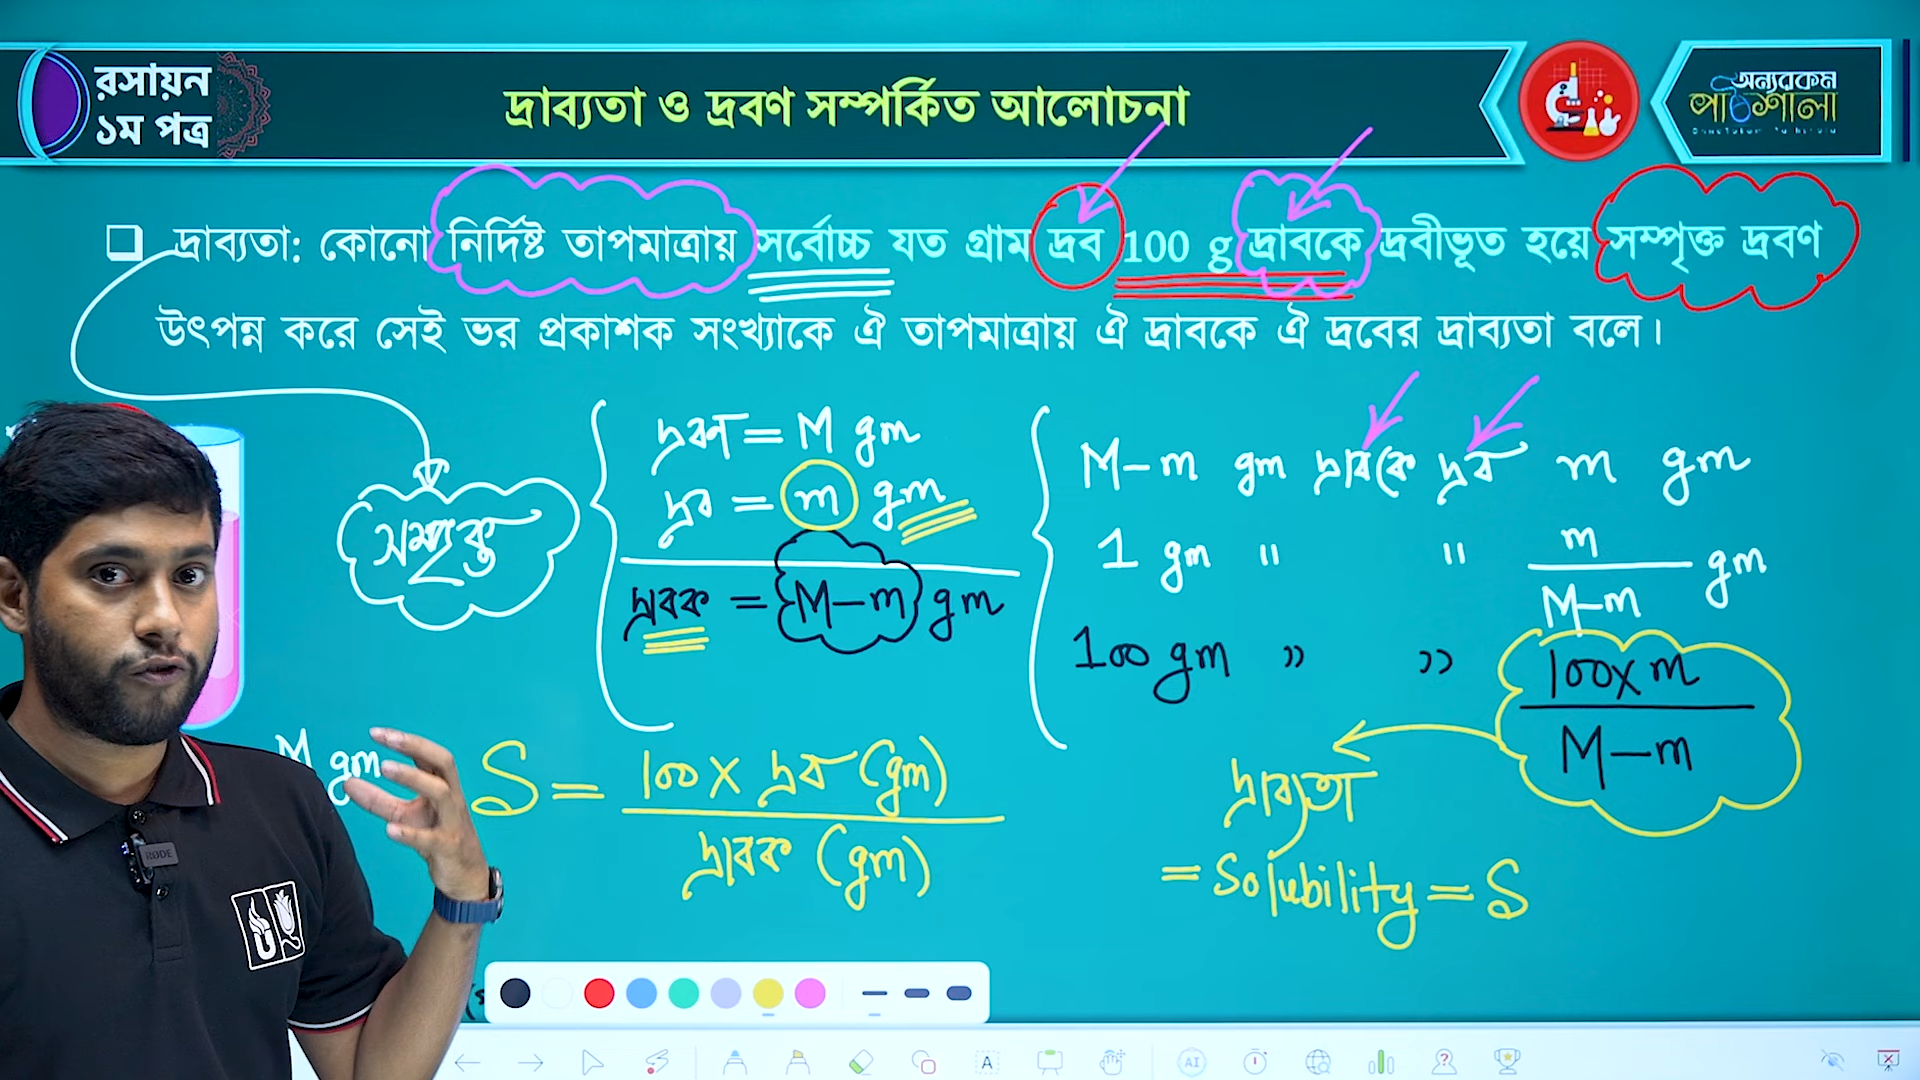 রসায়ন
১ম পত্র
দ্রাব্যতা ও দ্রবণ সম্পর্কিত আলোচনা
অন্যরকম
পাঠশালা
দ্রাব্যতা: কোনো নির্দিষ্ট তাপমাত্রায় সর্বোচ্চ যত গ্রাম দ্রব 100 g দ্রাবকে দ্রবীভূত হয়ে সম্পৃক্ত দ্রবণ
উৎপন্ন করে সেই ভর প্রকাশক সংখ্যাকে ঐ তাপমাত্রায় ঐ দ্রাবকে ঐ দ্রবের দ্রাব্যতা বলে।
সম্পৃক্ত
দ্রবণ = M gm
দ্রব = m gm
দ্রাবক = M-m gm
M-m gm দ্রাবকে দ্রব m gm
1 gm " " m/M-m gm
100 gm " " 100×m/M-m
M gm
S = 100 × দ্রব (gm)/দ্রাবক (gm)
দ্রাব্যতা
= Solubility = S
RØDE
U
A
AI